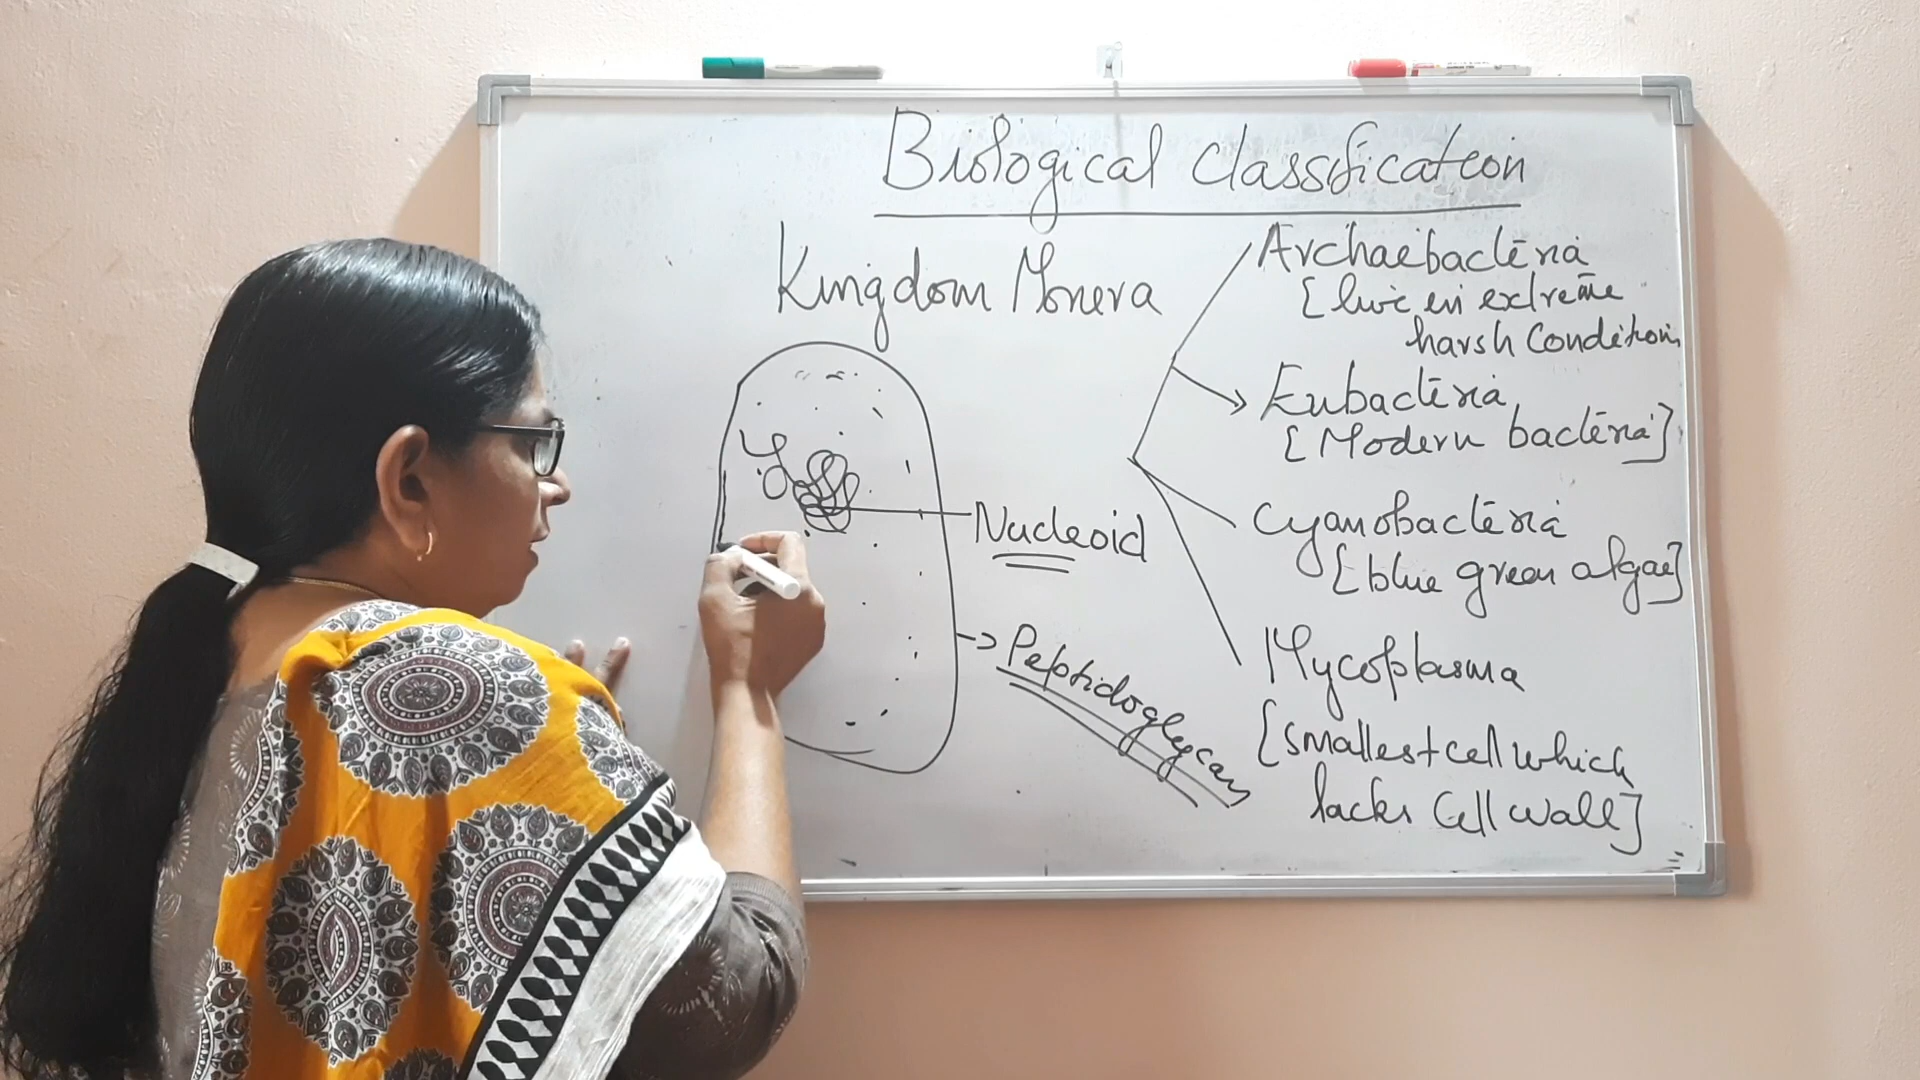 Biological Classification
Kingdom Monera
Archaebacteria
[live in extreme
harsh Conditions
Eubacteria
[Modern bacteria]
Cyanobacteria
[blue green algae]
Mycoplasma
[smallest cell which
lacks Cell wall]
Nucleoid
Peptidoglycan